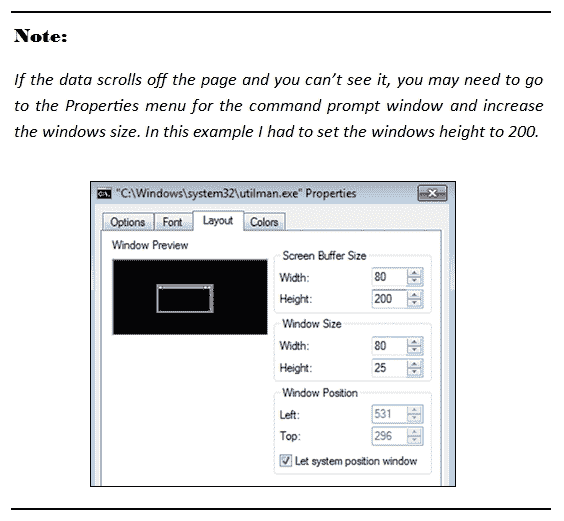 Note:
If the data scrolls off the page and you can’t see it, you may need to go
to the Properties menu for the command prompt window and increase
the windows size. In this example I had to set the windows height to 200.
C:\. "C:\Windows\system32\utilman.exe" Properties
Options Font Layout Colors
Window Preview
Screen Buffer Size
Width: 80
Height: 200
Window Size
Width: 80
Height: 25
Window Position
Left: 531
Top: 296
Let system position window